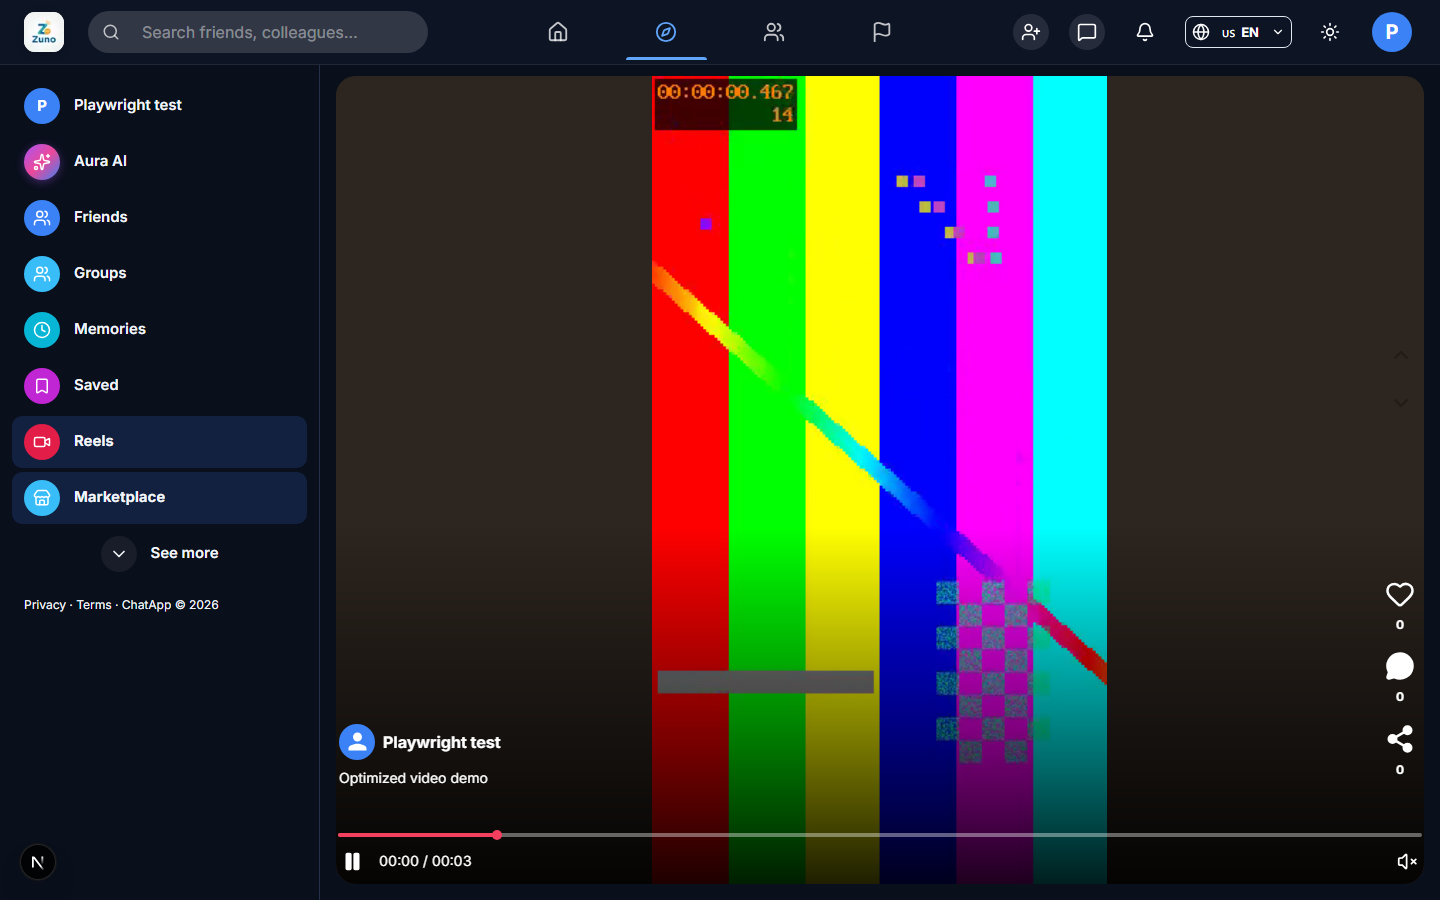 Zuno
Search friends, colleagues...
US EN
P
P Playwright test
Aura AI
Friends
Groups
Memories
Saved
Reels
Marketplace
See more
Privacy · Terms · ChatApp © 2026
N
00:00:00.467
14
0
0
0
Playwright test
Optimized video demo
00:00 / 00:03